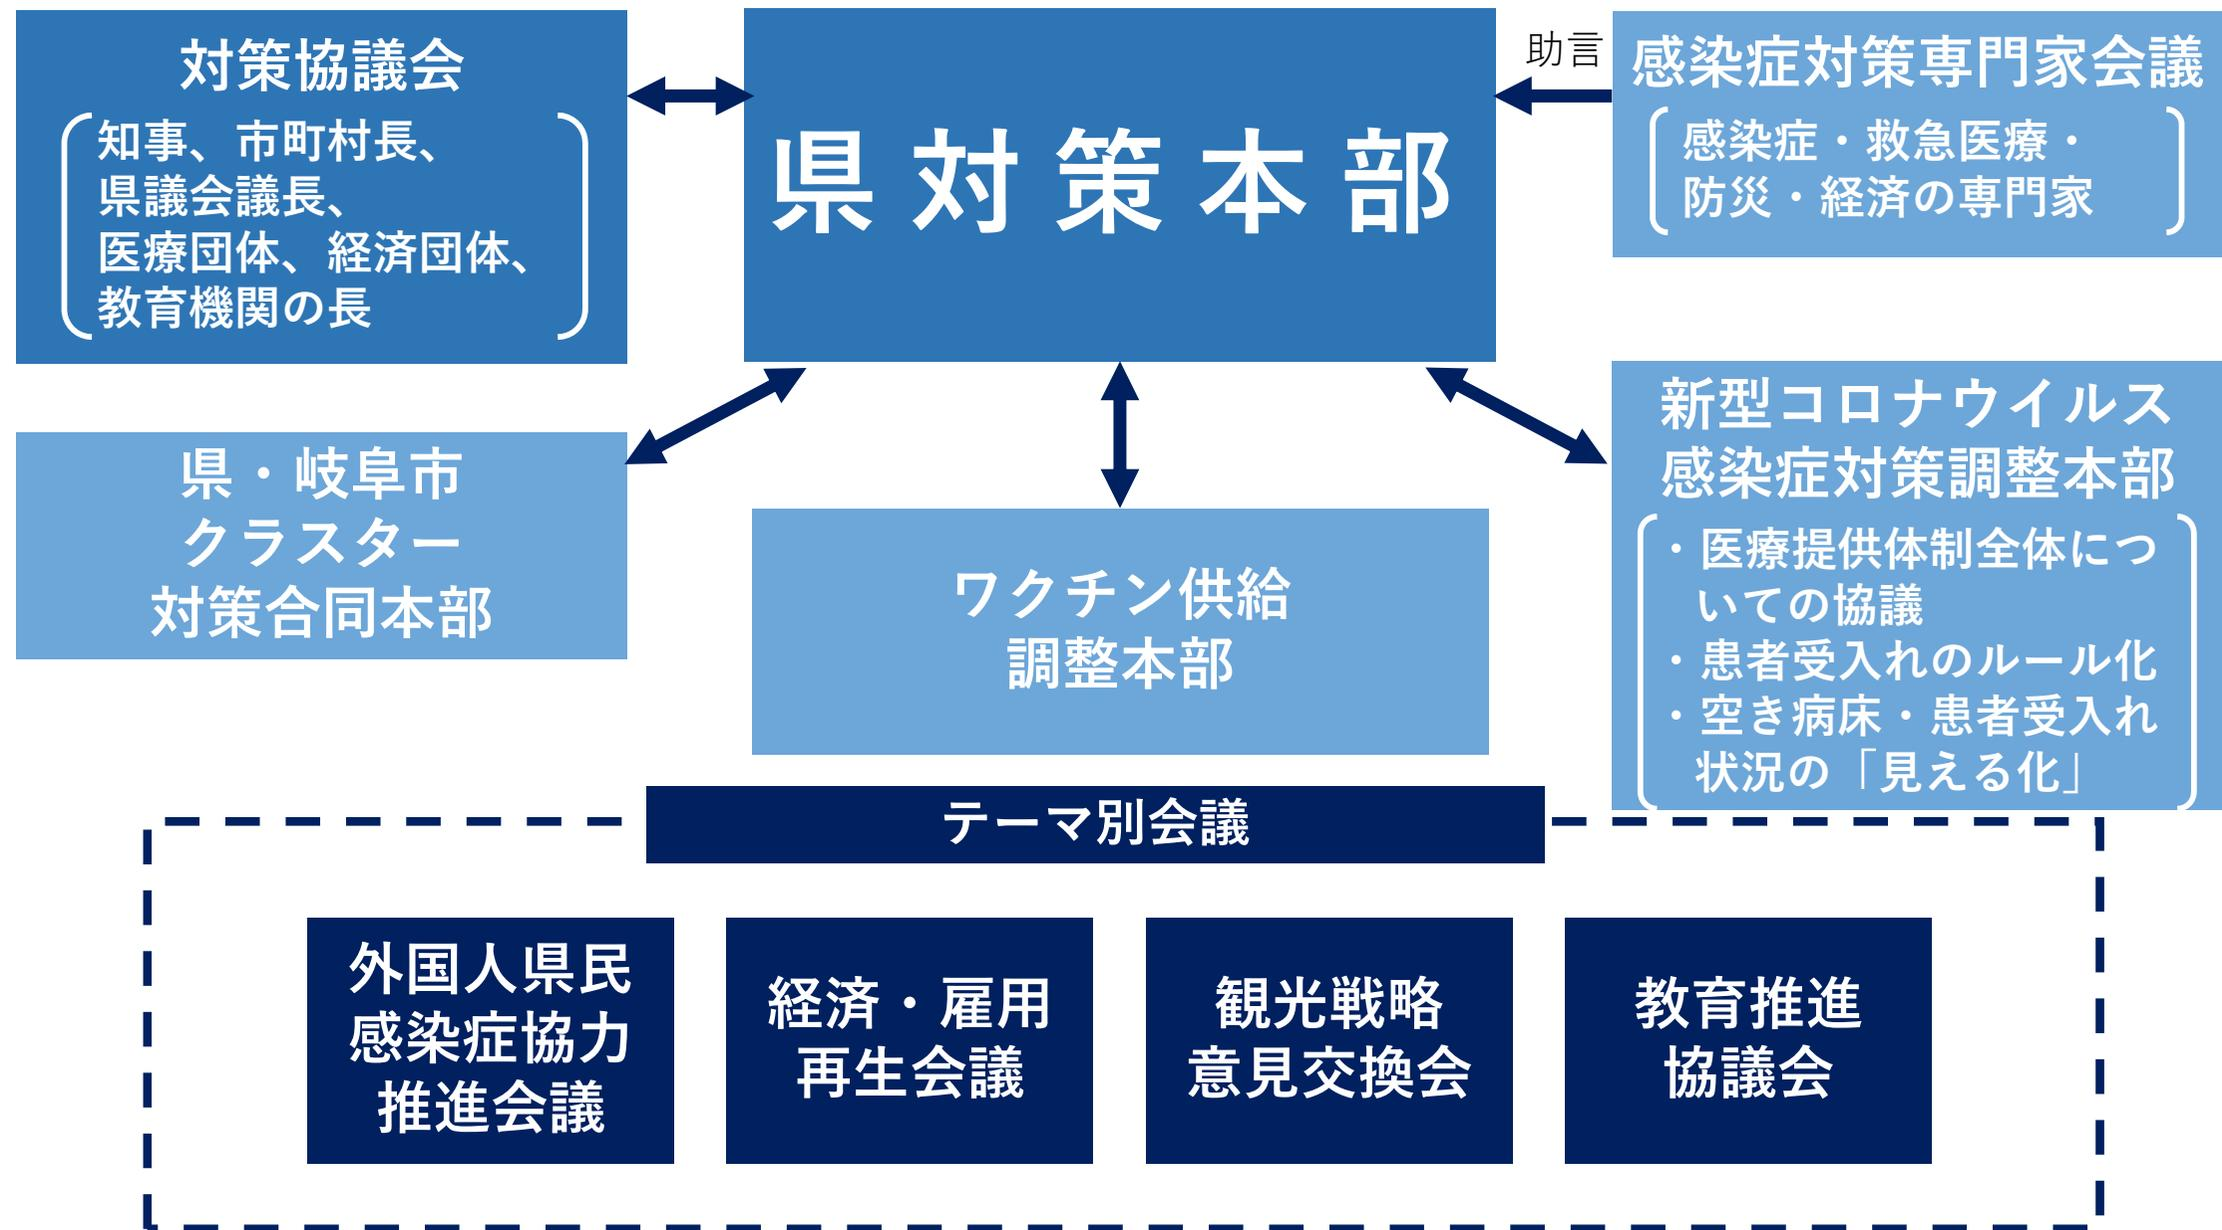 対策協議会
知事、市町村長、
県議会議長、
医療団体、経済団体、
教育機関の長
県対策本部
助言
感染症対策専門家会議
感染症・救急医療・
防災・経済の専門家
県・岐阜市
クラスター
対策合同本部
ワクチン供給
調整本部
新型コロナウイルス
感染症対策調整本部
・医療提供体制全体につ
いての協議
・患者受入れのルール化
・空き病床・患者受入れ
状況の「見える化」
テーマ別会議
外国人県民
感染症協力
推進会議
経済・雇用
再生会議
観光戦略
意見交換会
教育推進
協議会